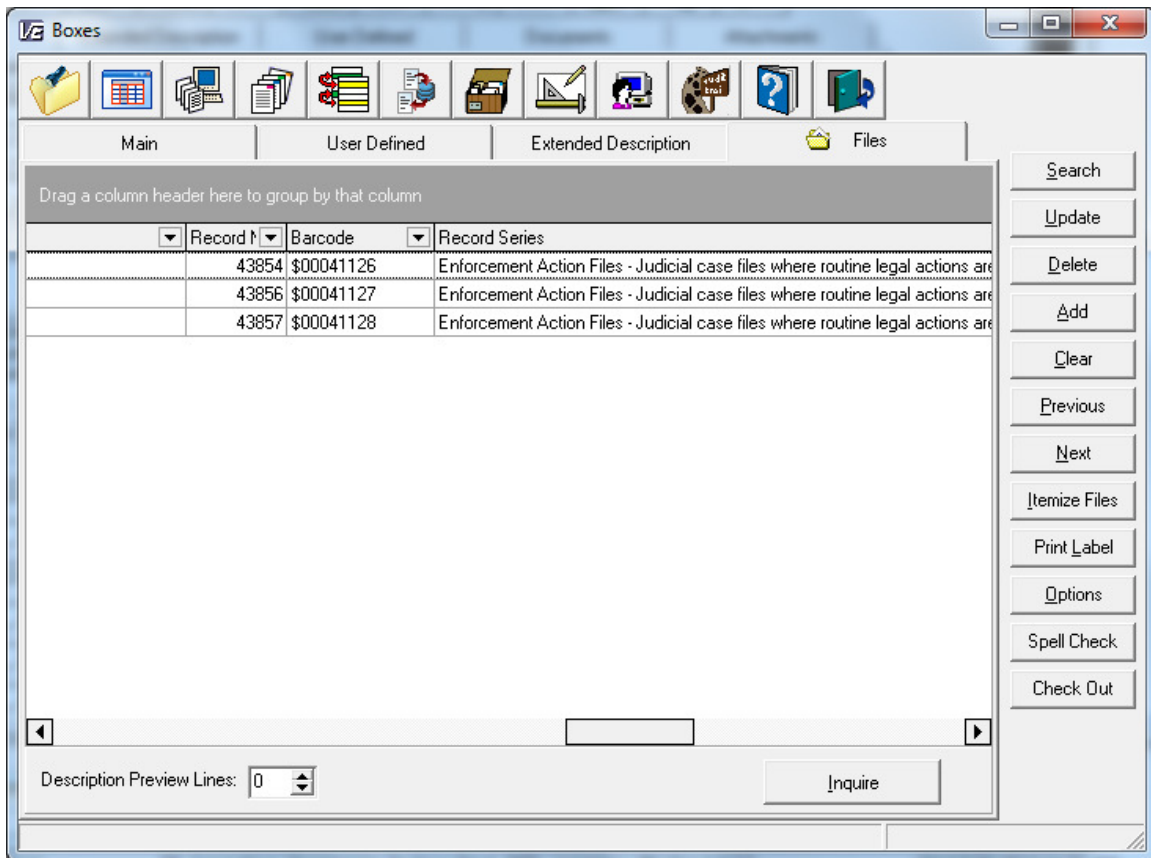 Boxes
Main User Defined Extended Description Files
Drag a column header here to group by that column
Record N Barcode Record Series
43854 $00041126 Enforcement Action Files - Judicial case files where routine legal actions are
43856 $00041127 Enforcement Action Files - Judicial case files where routine legal actions are
43857 $00041128 Enforcement Action Files - Judicial case files where routine legal actions are
Description Preview Lines: 0
Inquire
Search
Update
Delete
Add
Clear
Previous
Next
Itemize Files
Print Label
Options
Spell Check
Check Out